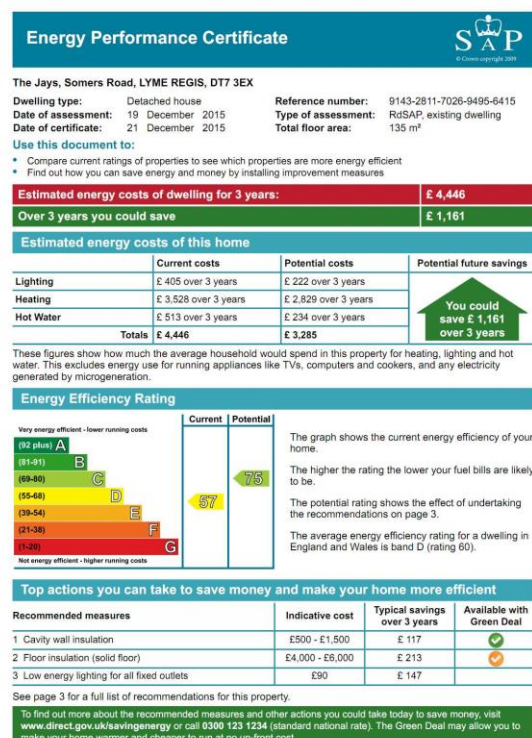 Energy Performance Certificate
SAP
© Crown copyright 2009
The Jays, Somers Road, LYME REGIS, DT7 3EX
Dwelling type: Detached house Reference number: 9143-2811-7026-9495-6415
Date of assessment: 19 December 2015 Type of assessment: RdSAP, existing dwelling
Date of certificate: 21 December 2015 Total floor area: 135 m²
Use this document to:
• Compare current ratings of properties to see which properties are more energy efficient
• Find out how you can save energy and money by installing improvement measures
Estimated energy costs of dwelling for 3 years: £ 4,446
Over 3 years you could save £ 1,161
Estimated energy costs of this home
Current costs Potential costs Potential future savings
Lighting £ 405 over 3 years £ 222 over 3 years
Heating £ 3,528 over 3 years £ 2,829 over 3 years
Hot Water £ 513 over 3 years £ 234 over 3 years
Totals £ 4,446 £ 3,285
You could
save £ 1,161
over 3 years
These figures show how much the average household would spend in this property for heating, lighting and hot
water. This excludes energy use for running appliances like TVs, computers and cookers, and any electricity
generated by microgeneration.
Energy Efficiency Rating
Current Potential
Very energy efficient - lower running costs
(92 plus) A
(81-91) B
(69-80) C
(55-68) D
(39-54) E
(21-38) F
(1-20) G
Not energy efficient - higher running costs
57
75
The graph shows the current energy efficiency of your
home.
The higher the rating the lower your fuel bills are likely
to be.
The potential rating shows the effect of undertaking
the recommendations on page 3.
The average energy efficiency rating for a dwelling in
England and Wales is band D (rating 60).
Top actions you can take to save money and make your home more efficient
Recommended measures Indicative cost Typical savings over 3 years Available with Green Deal
1 Cavity wall insulation £500 - £1,500 £ 117
2 Floor insulation (solid floor) £4,000 - £6,000 £ 213
3 Low energy lighting for all fixed outlets £90 £ 147
See page 3 for a full list of recommendations for this property.
To find out more about the recommended measures and other actions you could take today to save money, visit
www.direct.gov.uk/savingenergy or call 0300 123 1234 (standard national rate). The Green Deal may allow you to
make your home warmer and cheaper to run at no up-front cost.